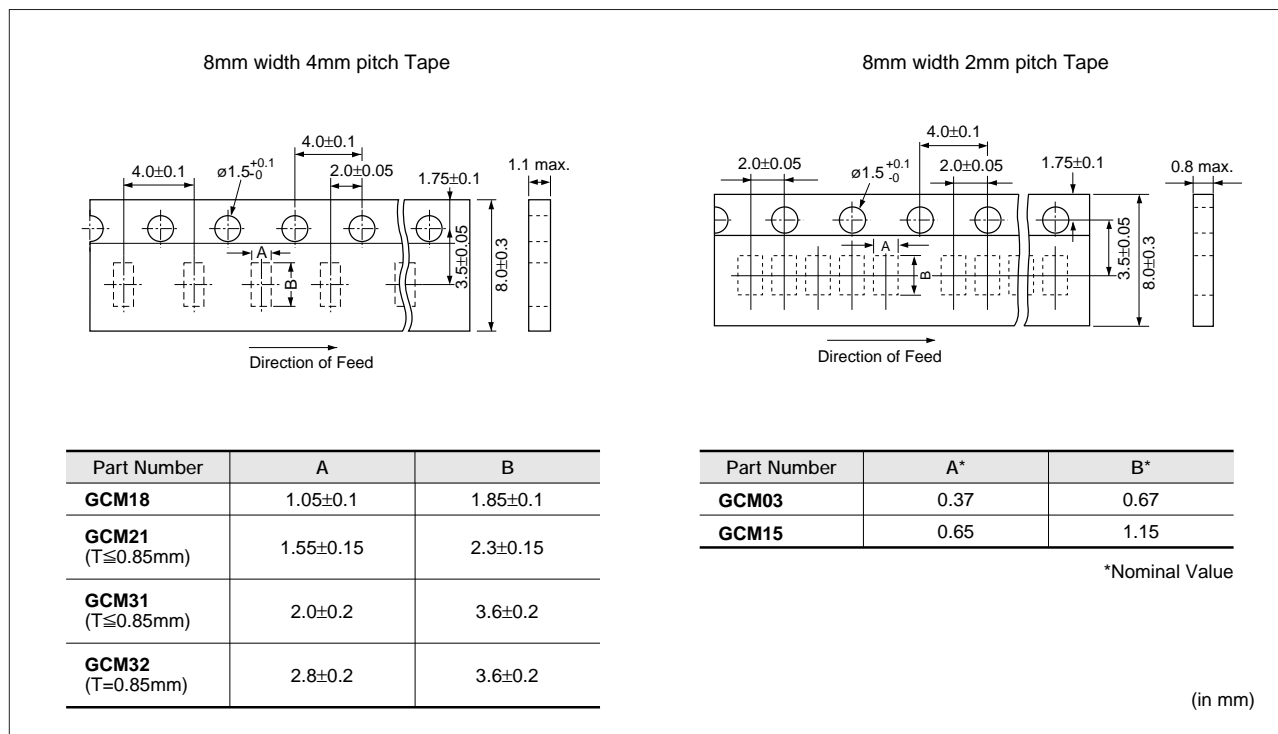 8mm width 4mm pitch Tape
4.0±0.1
4.0±0.1
ø1.5+0.1 -0
2.0±0.05
1.75±0.1
1.1 max.
A
B
3.5±0.05
8.0±0.3
Direction of Feed
8mm width 2mm pitch Tape
4.0±0.1
2.0±0.05
ø1.5+0.1 -0
2.0±0.05
1.75±0.1
0.8 max.
A
B
3.5±0.05
8.0±0.3
Direction of Feed
Part Number A B
GCM18 1.05±0.1 1.85±0.1
GCM21
(T≦0.85mm) 1.55±0.15 2.3±0.15
GCM31
(T≦0.85mm) 2.0±0.2 3.6±0.2
GCM32
(T=0.85mm) 2.8±0.2 3.6±0.2
Part Number A* B*
GCM03 0.37 0.67
GCM15 0.65 1.15
*Nominal Value
(in mm)